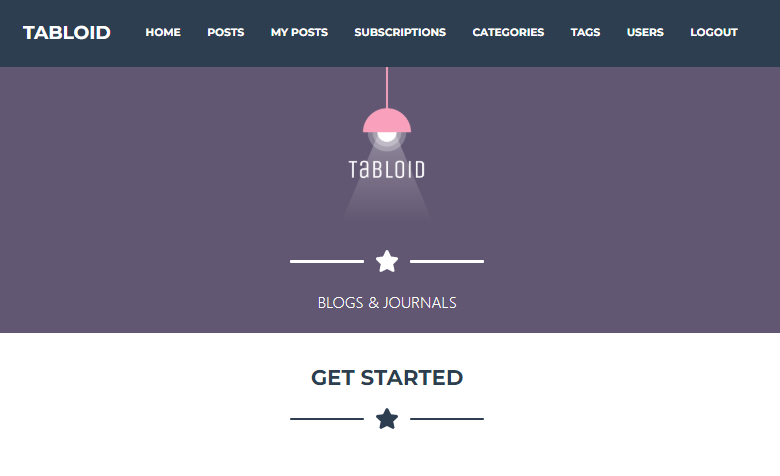 TABLOID HOME POSTS MY POSTS SUBSCRIPTIONS CATEGORIES TAGS USERS LOGOUT
TaBLOID
BLOGS & JOURNALS
GET STARTED